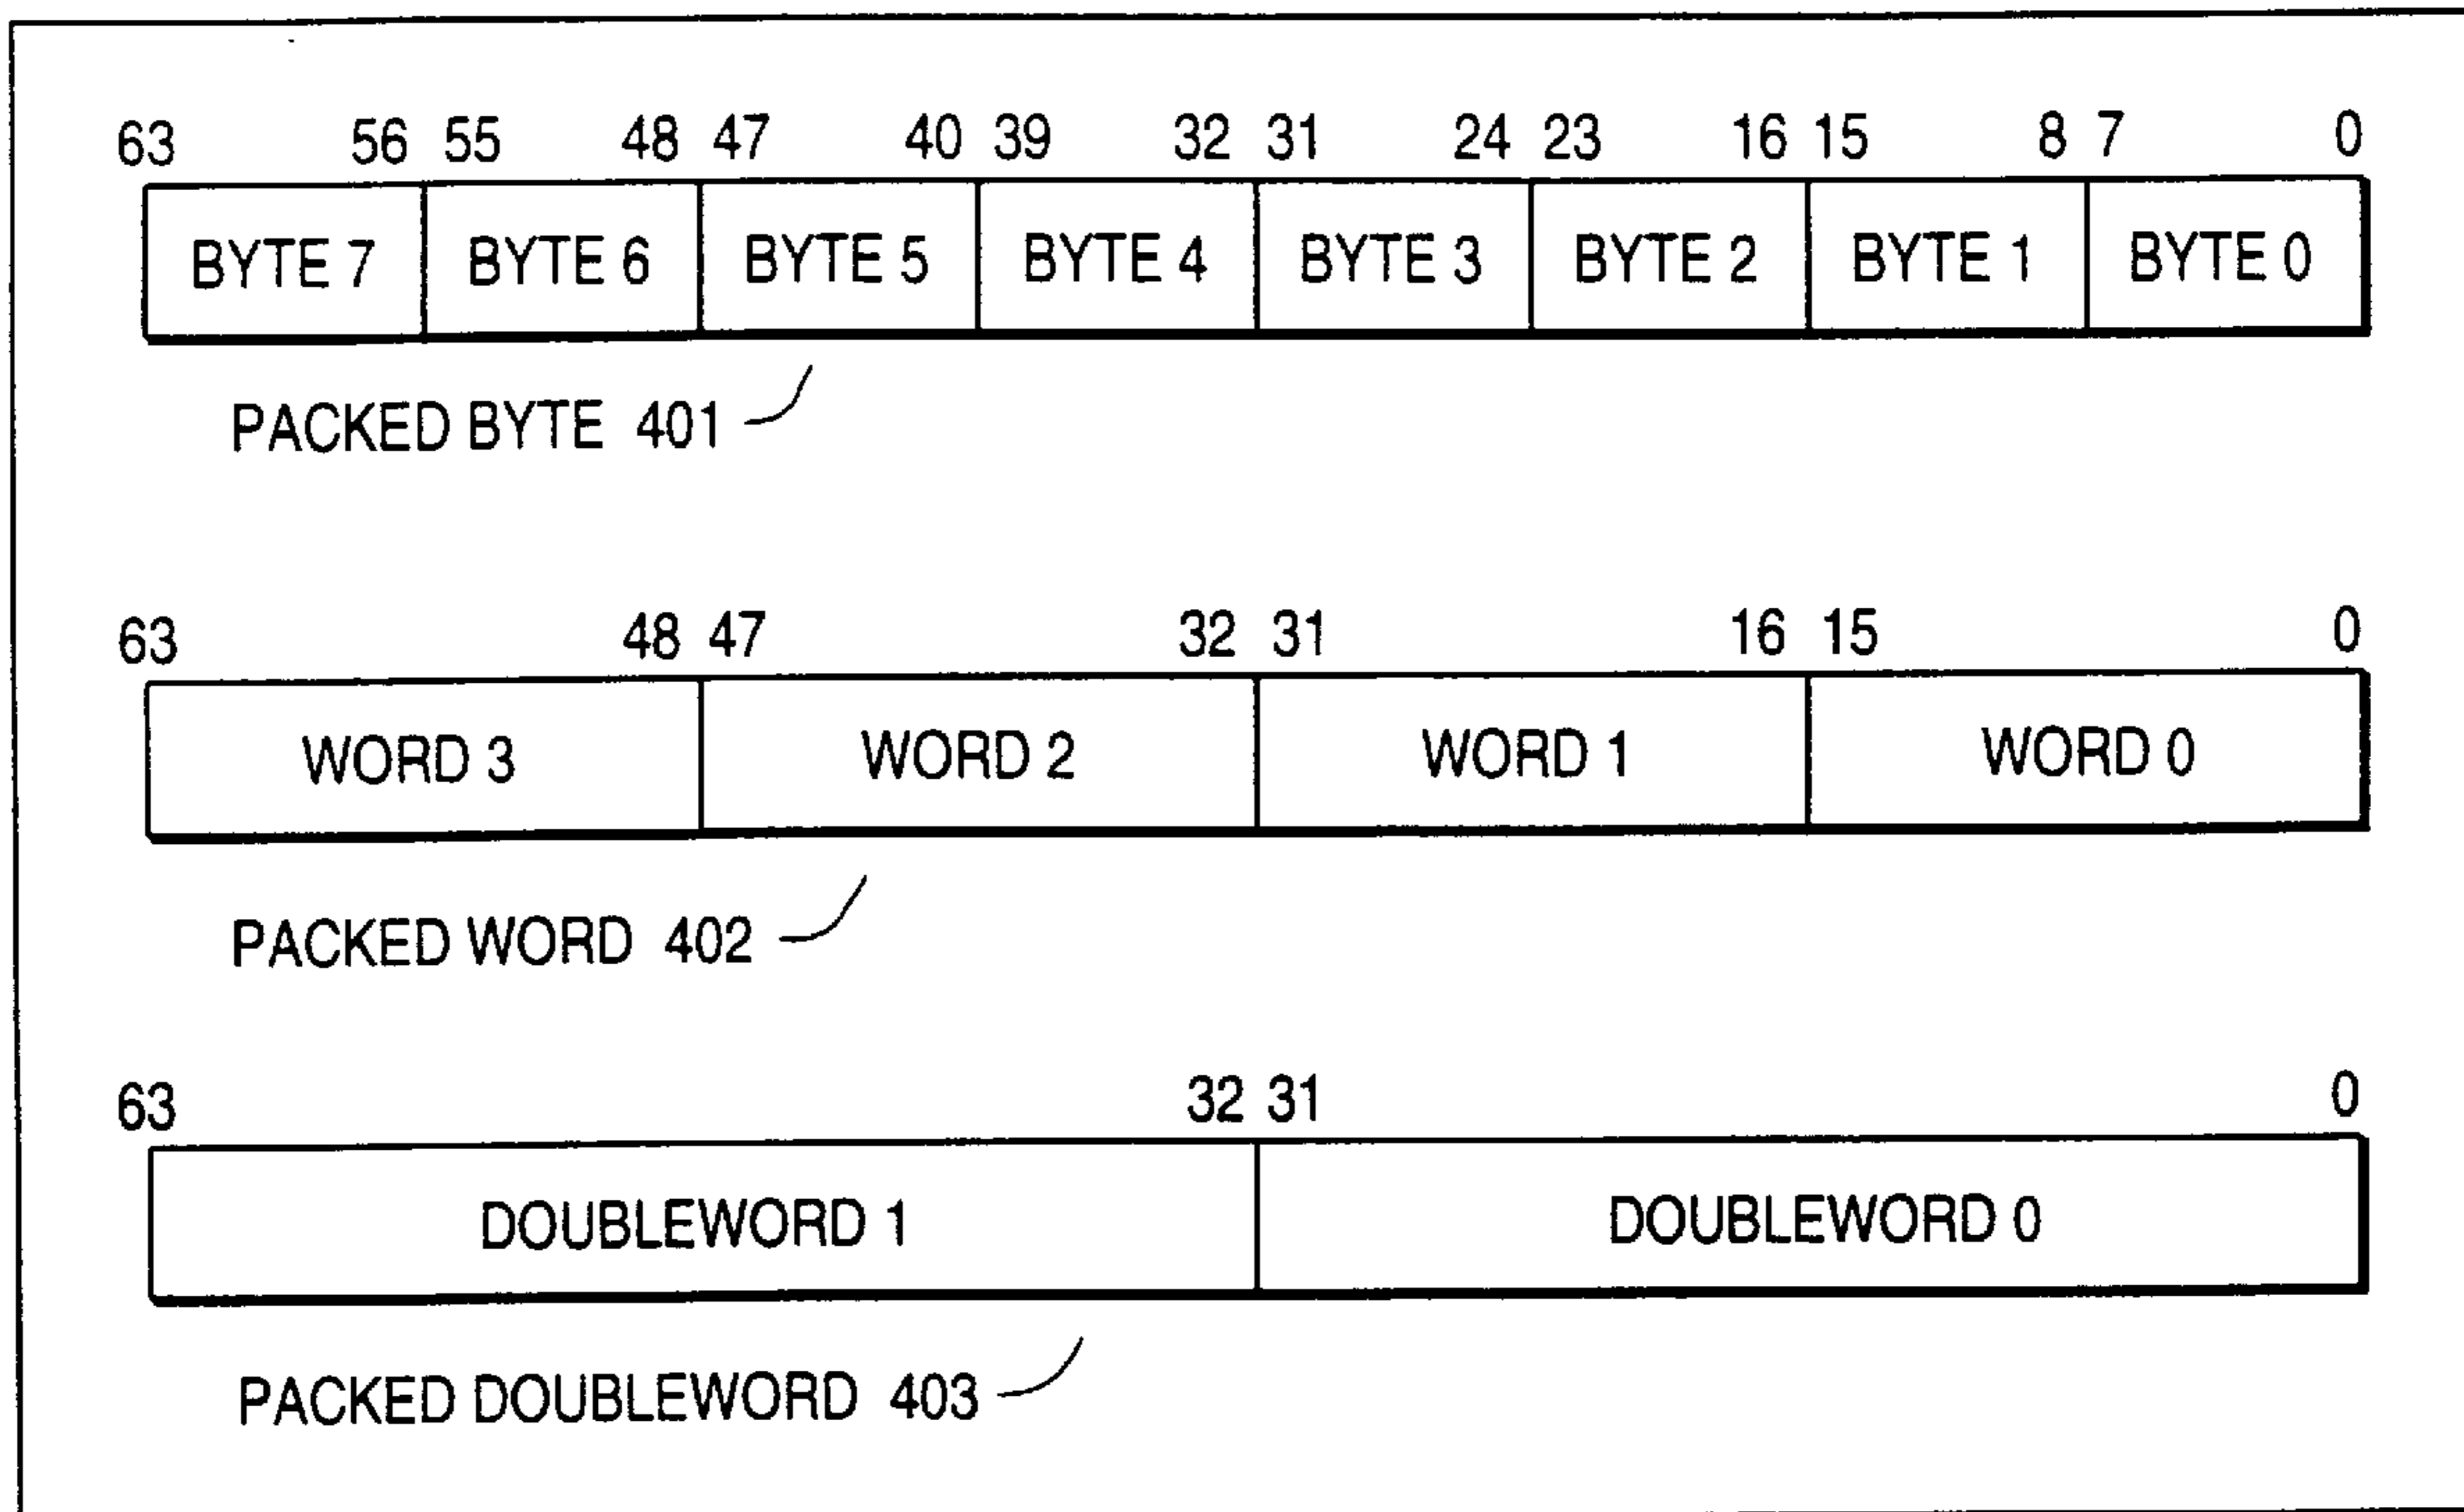 63 56 55 48 47 40 39 32 31 24 23 16 15 8 7 0
BYTE 7 BYTE 6 BYTE 5 BYTE 4 BYTE 3 BYTE 2 BYTE 1 BYTE 0
PACKED BYTE 401
63 48 47 32 31 16 15 0
WORD 3 WORD 2 WORD 1 WORD 0
PACKED WORD 402
63 32 31 0
DOUBLEWORD 1 DOUBLEWORD 0
PACKED DOUBLEWORD 403